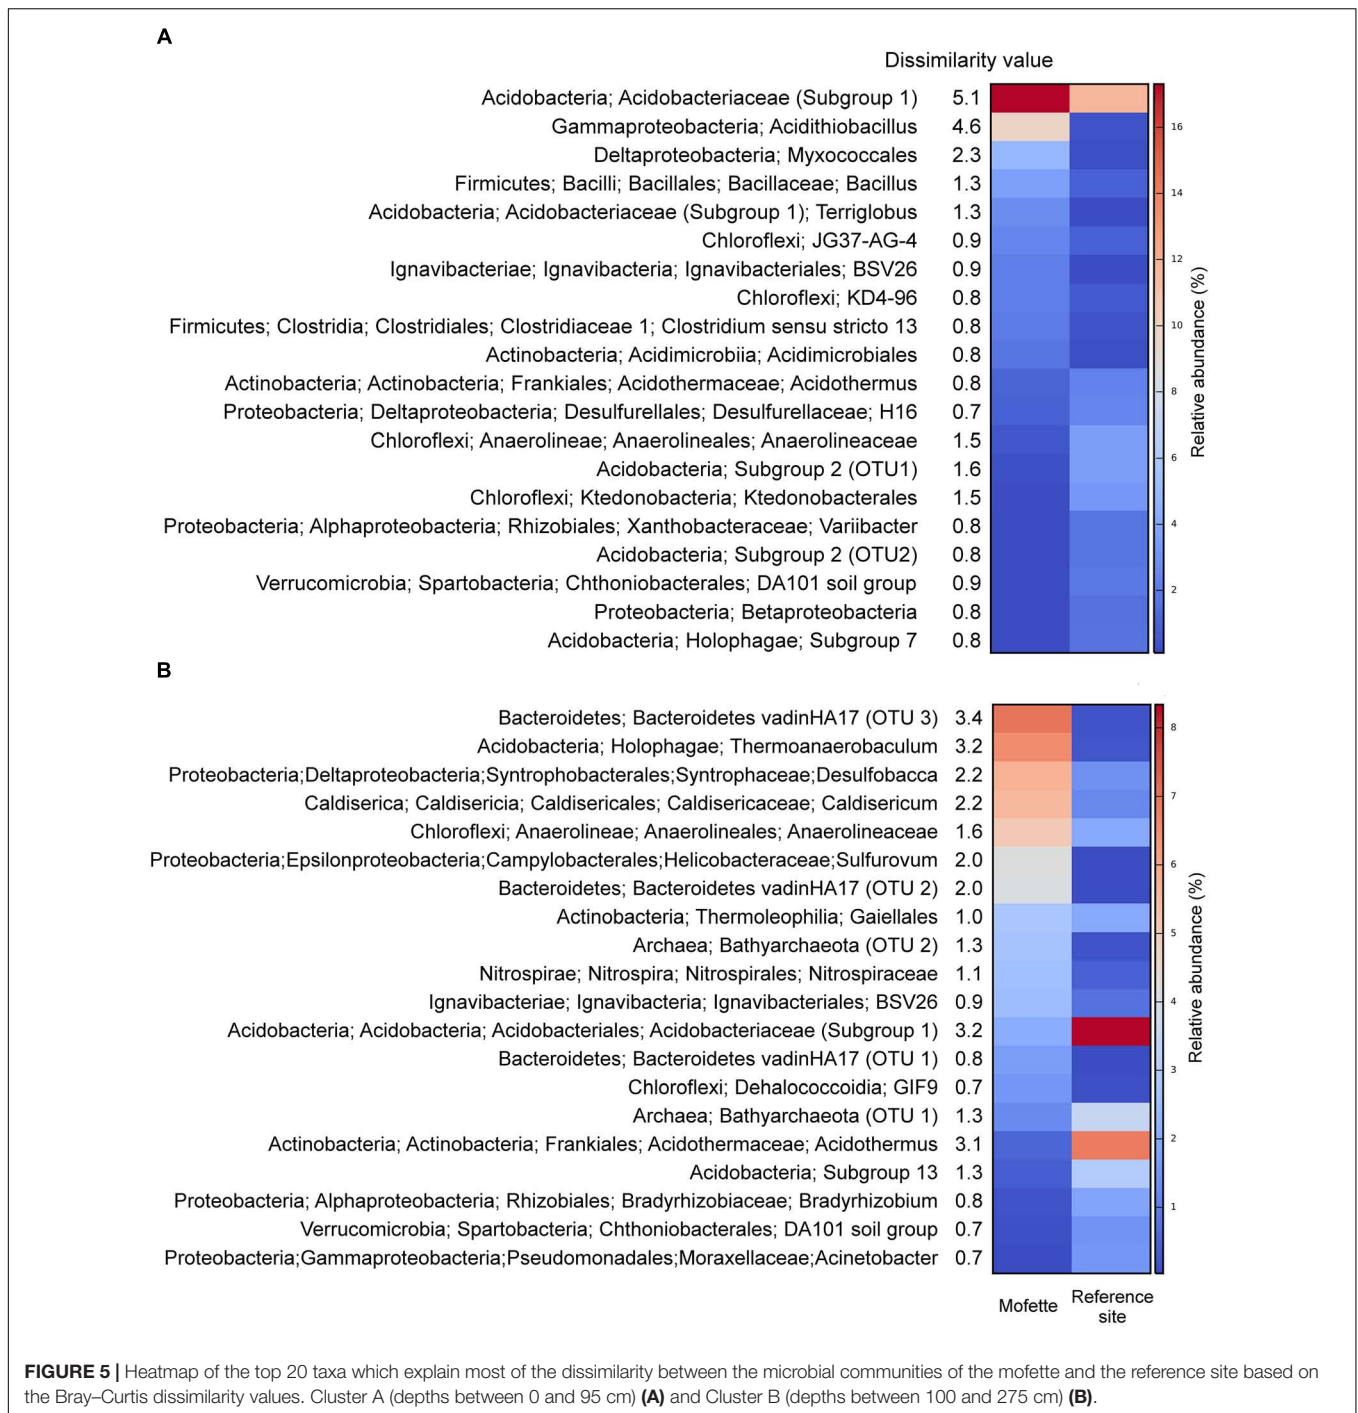 A
Dissimilarity value
Acidobacteria; Acidobacteriaceae (Subgroup 1) 5.1
Gammaproteobacteria; Acidithiobacillus 4.6
Deltaproteobacteria; Myxococcales 2.3
Firmicutes; Bacilli; Bacillales; Bacillaceae; Bacillus 1.3
Acidobacteria; Acidobacteriaceae (Subgroup 1); Terriglobus 1.3
Chloroflexi; JG37-AG-4 0.9
Ignavibacteriae; Ignavibacteria; Ignavibacteriales; BSV26 0.9
Chloroflexi; KD4-96 0.8
Firmicutes; Clostridia; Clostridiales; Clostridiaceae 1; Clostridium sensu stricto 13 0.8
Actinobacteria; Acidimicrobiia; Acidimicrobiales 0.8
Actinobacteria; Actinobacteria; Frankiales; Acidothermaceae; Acidothermus 0.8
Proteobacteria; Deltaproteobacteria; Desulfurellales; Desulfurellaceae; H16 0.7
Chloroflexi; Anaerolineae; Anaerolineales; Anaerolineaceae 1.5
Acidobacteria; Subgroup 2 (OTU1) 1.6
Chloroflexi; Ktedonobacteria; Ktedonobacterales 1.5
Proteobacteria; Alphaproteobacteria; Rhizobiales; Xanthobacteraceae; Variibacter 0.8
Acidobacteria; Subgroup 2 (OTU2) 0.8
Verrucomicrobia; Spartobacteria; Chthoniobacterales; DA101 soil group 0.9
Proteobacteria; Betaproteobacteria 0.8
Acidobacteria; Holophagae; Subgroup 7 0.8
16
14
12
10
8
6
4
2
Relative abundance (%)
B
Bacteroidetes; Bacteroidetes vadinHA17 (OTU 3) 3.4
Acidobacteria; Holophagae; Thermoanaerobaculum 3.2
Proteobacteria;Deltaproteobacteria;Syntrophobacterales;Syntrophaceae;Desulfobacca 2.2
Caldiserica; Caldisericia; Caldisericales; Caldisericaceae; Caldisericum 2.2
Chloroflexi; Anaerolineae; Anaerolineales; Anaerolineaceae 1.6
Proteobacteria;Epsilonproteobacteria;Campylobacterales;Helicobacteraceae;Sulfurovum 2.0
Bacteroidetes; Bacteroidetes vadinHA17 (OTU 2) 2.0
Actinobacteria; Thermoleophilia; Gaiellales 1.0
Archaea; Bathyarchaeota (OTU 2) 1.3
Nitrospirae; Nitrospira; Nitrospirales; Nitrospiraceae 1.1
Ignavibacteriae; Ignavibacteria; Ignavibacteriales; BSV26 0.9
Acidobacteria; Acidobacteria; Acidobacteriales; Acidobacteriaceae (Subgroup 1) 3.2
Bacteroidetes; Bacteroidetes vadinHA17 (OTU 1) 0.8
Chloroflexi; Dehalococcoidia; GIF9 0.7
Archaea; Bathyarchaeota (OTU 1) 1.3
Actinobacteria; Actinobacteria; Frankiales; Acidothermaceae; Acidothermus 3.1
Acidobacteria; Subgroup 13 1.3
Proteobacteria; Alphaproteobacteria; Rhizobiales; Bradyrhizobiaceae; Bradyrhizobium 0.8
Verrucomicrobia; Spartobacteria; Chthoniobacterales; DA101 soil group 0.7
Proteobacteria;Gammaproteobacteria;Pseudomonadales;Moraxellaceae;Acinetobacter 0.7
8
7
6
5
4
3
2
1
Relative abundance (%)
Mofette
Reference
site
FIGURE 5 | Heatmap of the top 20 taxa which explain most of the dissimilarity between the microbial communities of the mofette and the reference site based on
the Bray–Curtis dissimilarity values. Cluster A (depths between 0 and 95 cm) (A) and Cluster B (depths between 100 and 275 cm) (B).